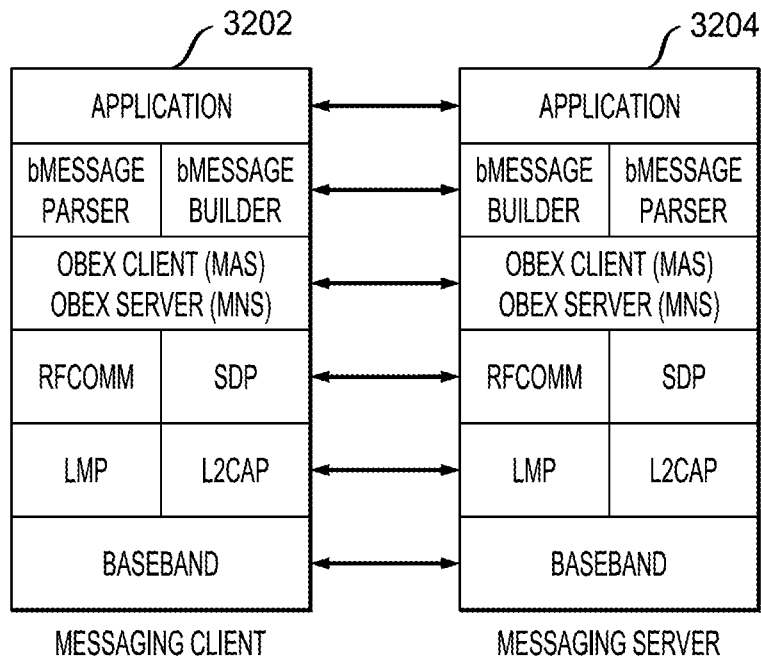 3202
3204
APPLICATION
APPLICATION
bMESSAGE PARSER
bMESSAGE BUILDER
bMESSAGE BUILDER
bMESSAGE PARSER
OBEX CLIENT (MAS)
OBEX SERVER (MNS)
OBEX CLIENT (MAS)
OBEX SERVER (MNS)
RFCOMM
SDP
RFCOMM
SDP
LMP
L2CAP
LMP
L2CAP
BASEBAND
BASEBAND
MESSAGING CLIENT
MESSAGING SERVER